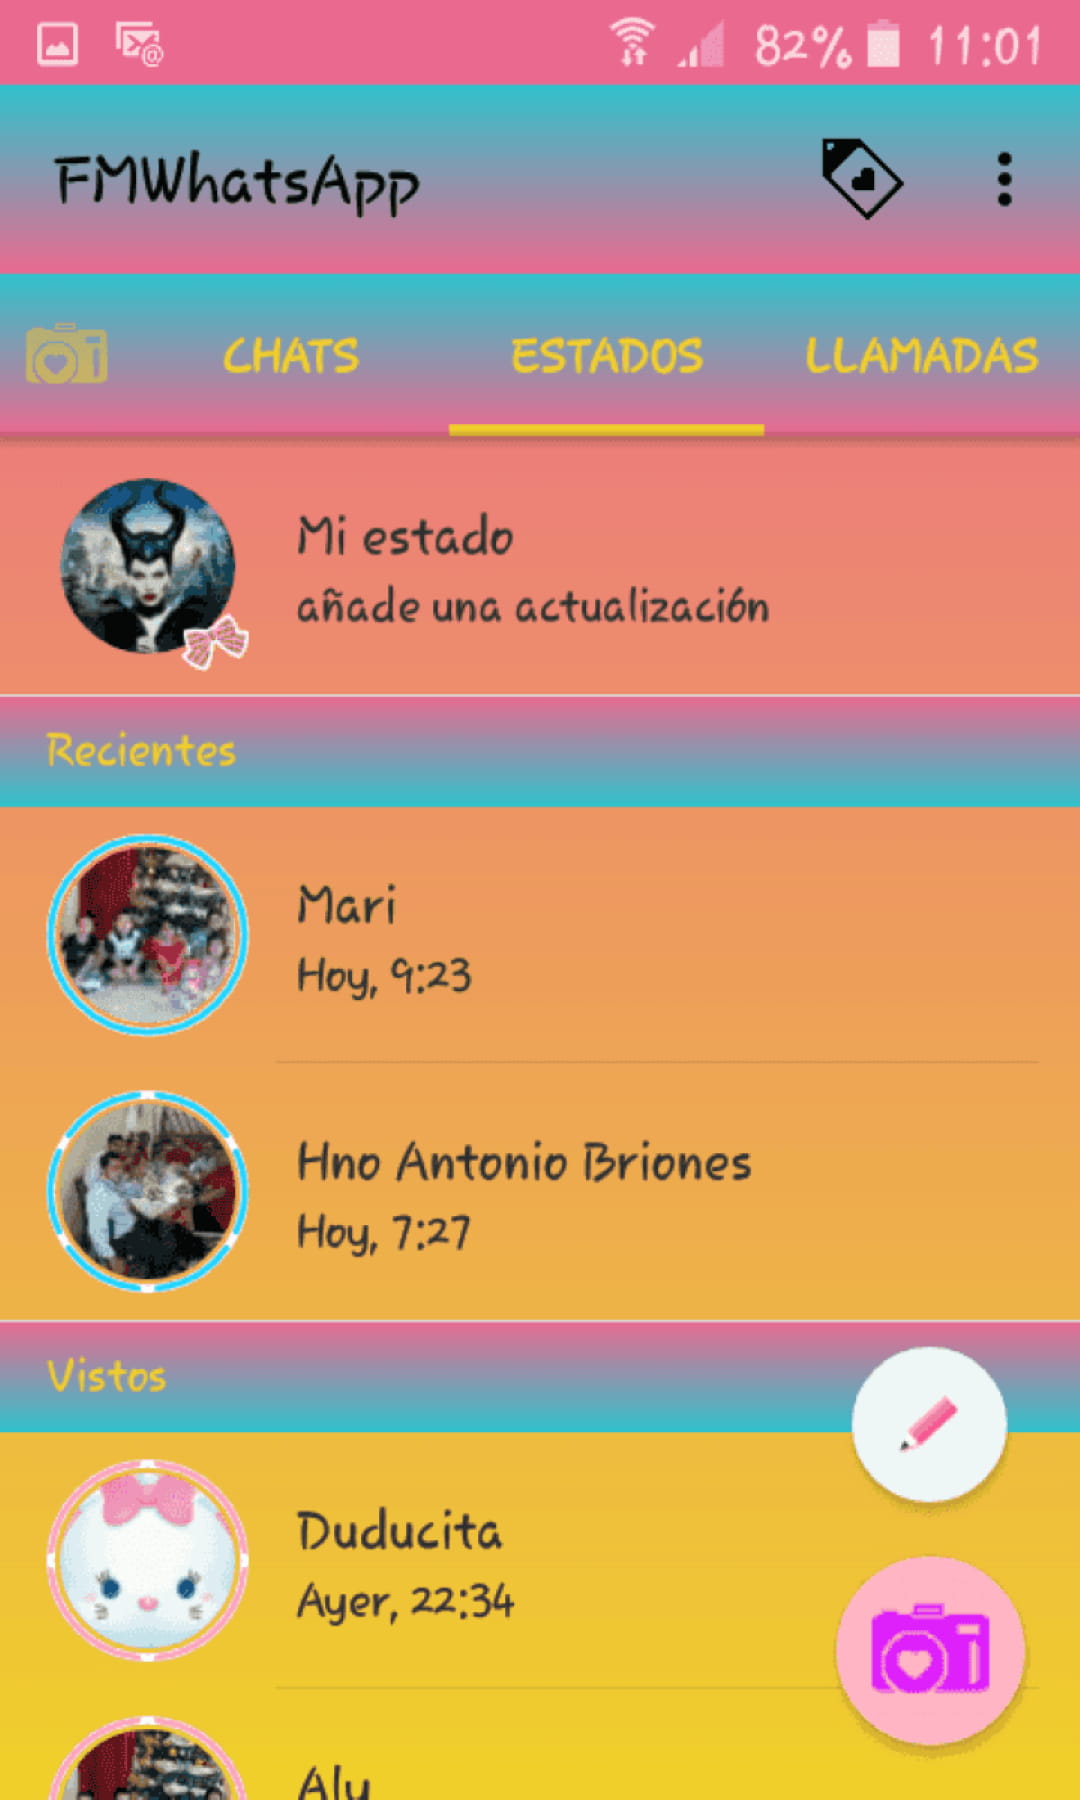 82% 11:01
FMWhatsApp
CHATS ESTADOS LLAMADAS
Mi estado
añade una actualización
Recientes
Mari
Hoy, 9:23
Hno Antonio Briones
Hoy, 7:27
Vistos
Duducita
Ayer, 22:34
Aly